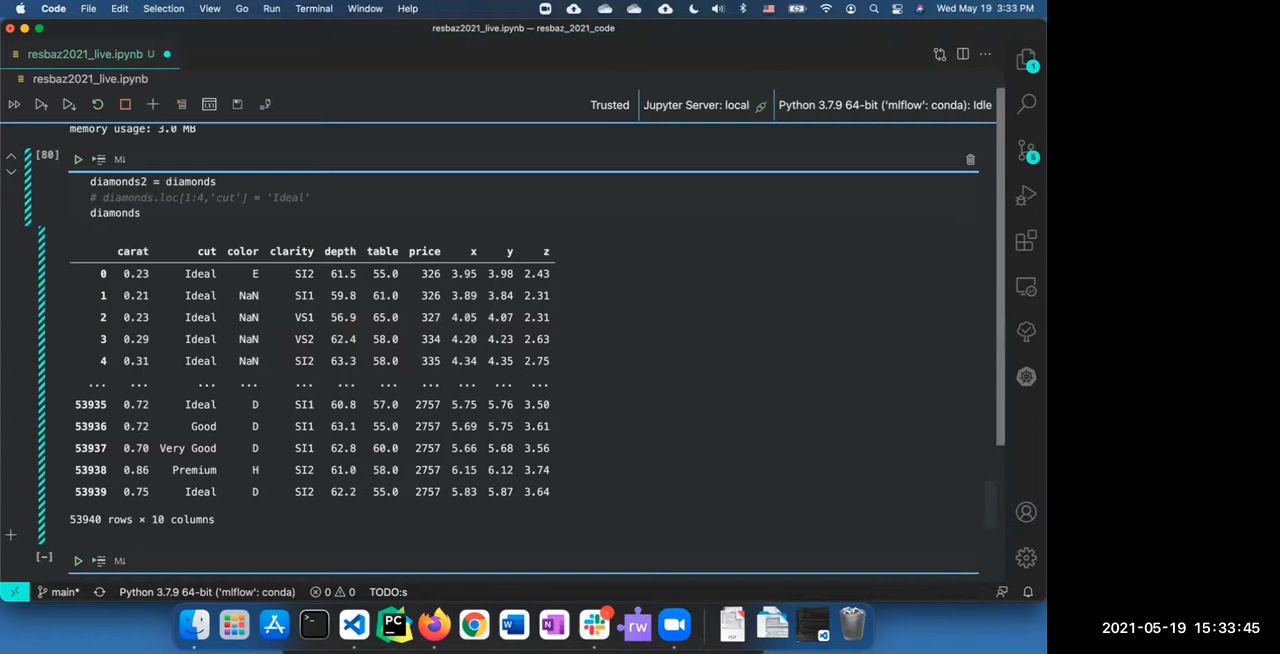 Code File Edit Selection View Go Run Terminal Window Help Wed May 19 3:33 PM
resbaz2021_live.ipynb — resbaz_2021_code
resbaz2021_live.ipynb U
resbaz2021_live.ipynb
1
Trusted Jupyter Server: local Python 3.7.9 64-bit ('mlflow': conda): Idle
memory usage: 3.0 MB
[80] M↓
5
diamonds2 = diamonds
# diamonds.loc[1:4,'cut'] = 'Ideal'
diamonds
carat cut color clarity depth table price x y z
0 0.23 Ideal E SI2 61.5 55.0 326 3.95 3.98 2.43
1 0.21 Ideal NaN SI1 59.8 61.0 326 3.89 3.84 2.31
2 0.23 Ideal NaN VS1 56.9 65.0 327 4.05 4.07 2.31
3 0.29 Ideal NaN VS2 62.4 58.0 334 4.20 4.23 2.63
4 0.31 Ideal NaN SI2 63.3 58.0 335 4.34 4.35 2.75
... ... ... ... ... ... ... ... ... ... ...
53935 0.72 Ideal D SI1 60.8 57.0 2757 5.75 5.76 3.50
53936 0.72 Good D SI1 63.1 55.0 2757 5.69 5.75 3.61
53937 0.70 Very Good D SI1 62.8 60.0 2757 5.66 5.68 3.56
53938 0.86 Premium H SI2 61.0 58.0 2757 6.15 6.12 3.74
53939 0.75 Ideal D SI2 62.2 55.0 2757 5.83 5.87 3.64
53940 rows × 10 columns
[-] M↓
main* Python 3.7.9 64-bit ('mlflow': conda) 0 0 TODO:s
PC W N rw PDF
2021-05-19 15:33:45